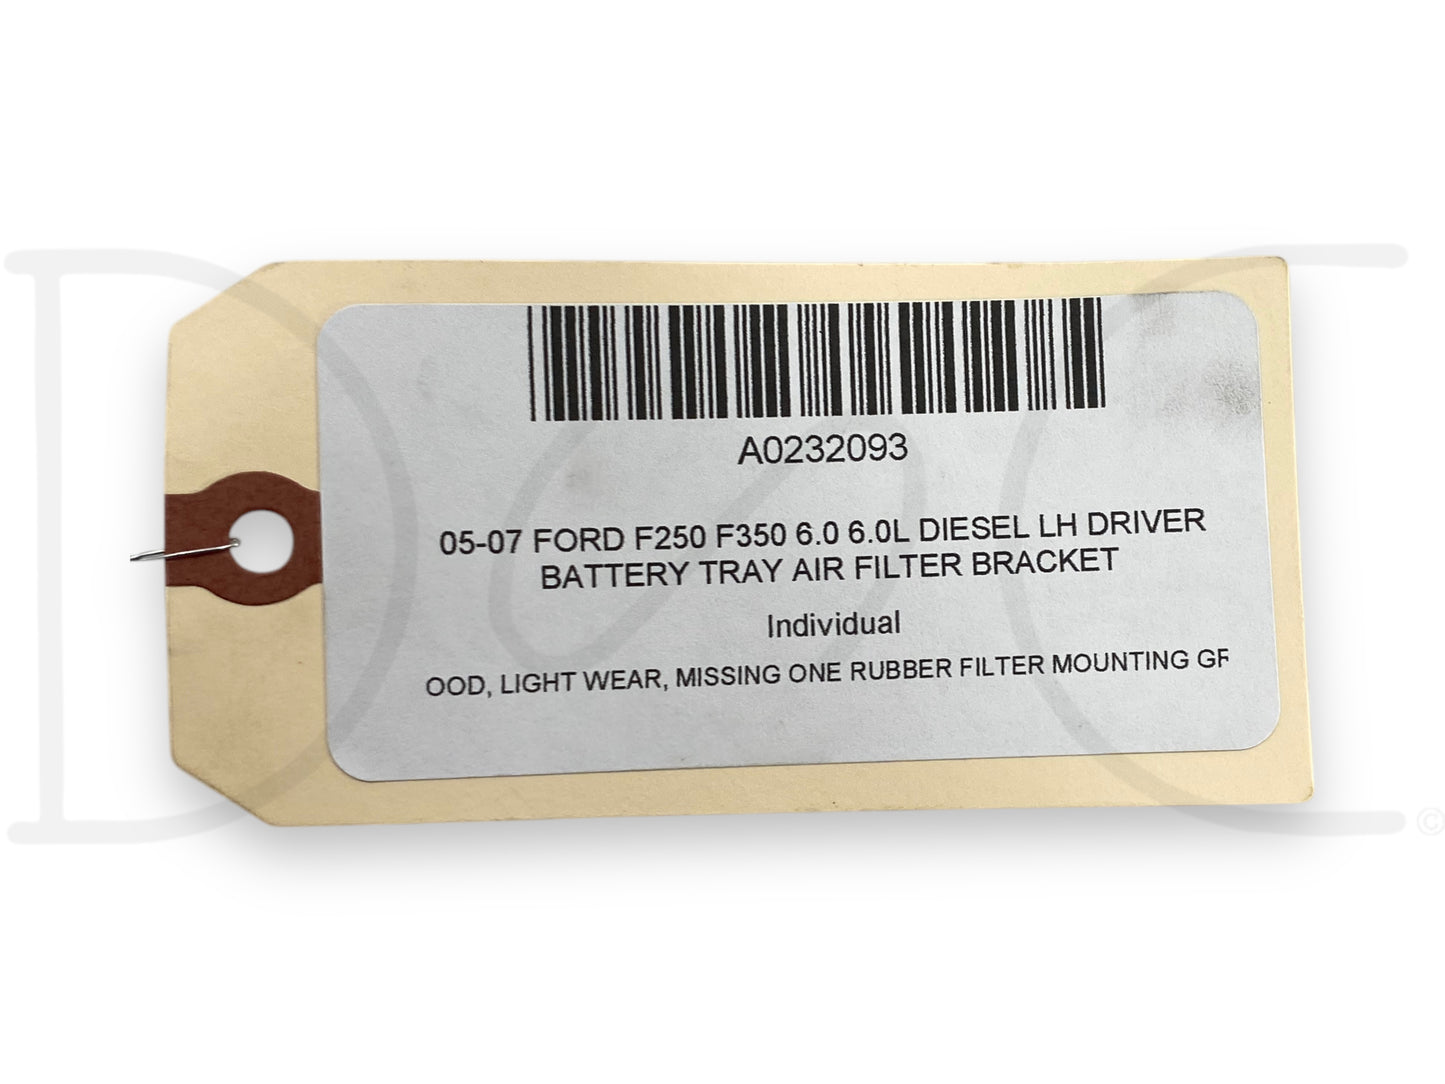 A0232093
05-07 FORD F250 F350 6.0 6.0L DIESEL LH DRIVER
BATTERY TRAY AIR FILTER BRACKET
Individual
OOD, LIGHT WEAR, MISSING ONE RUBBER FILTER MOUNTING GR
©